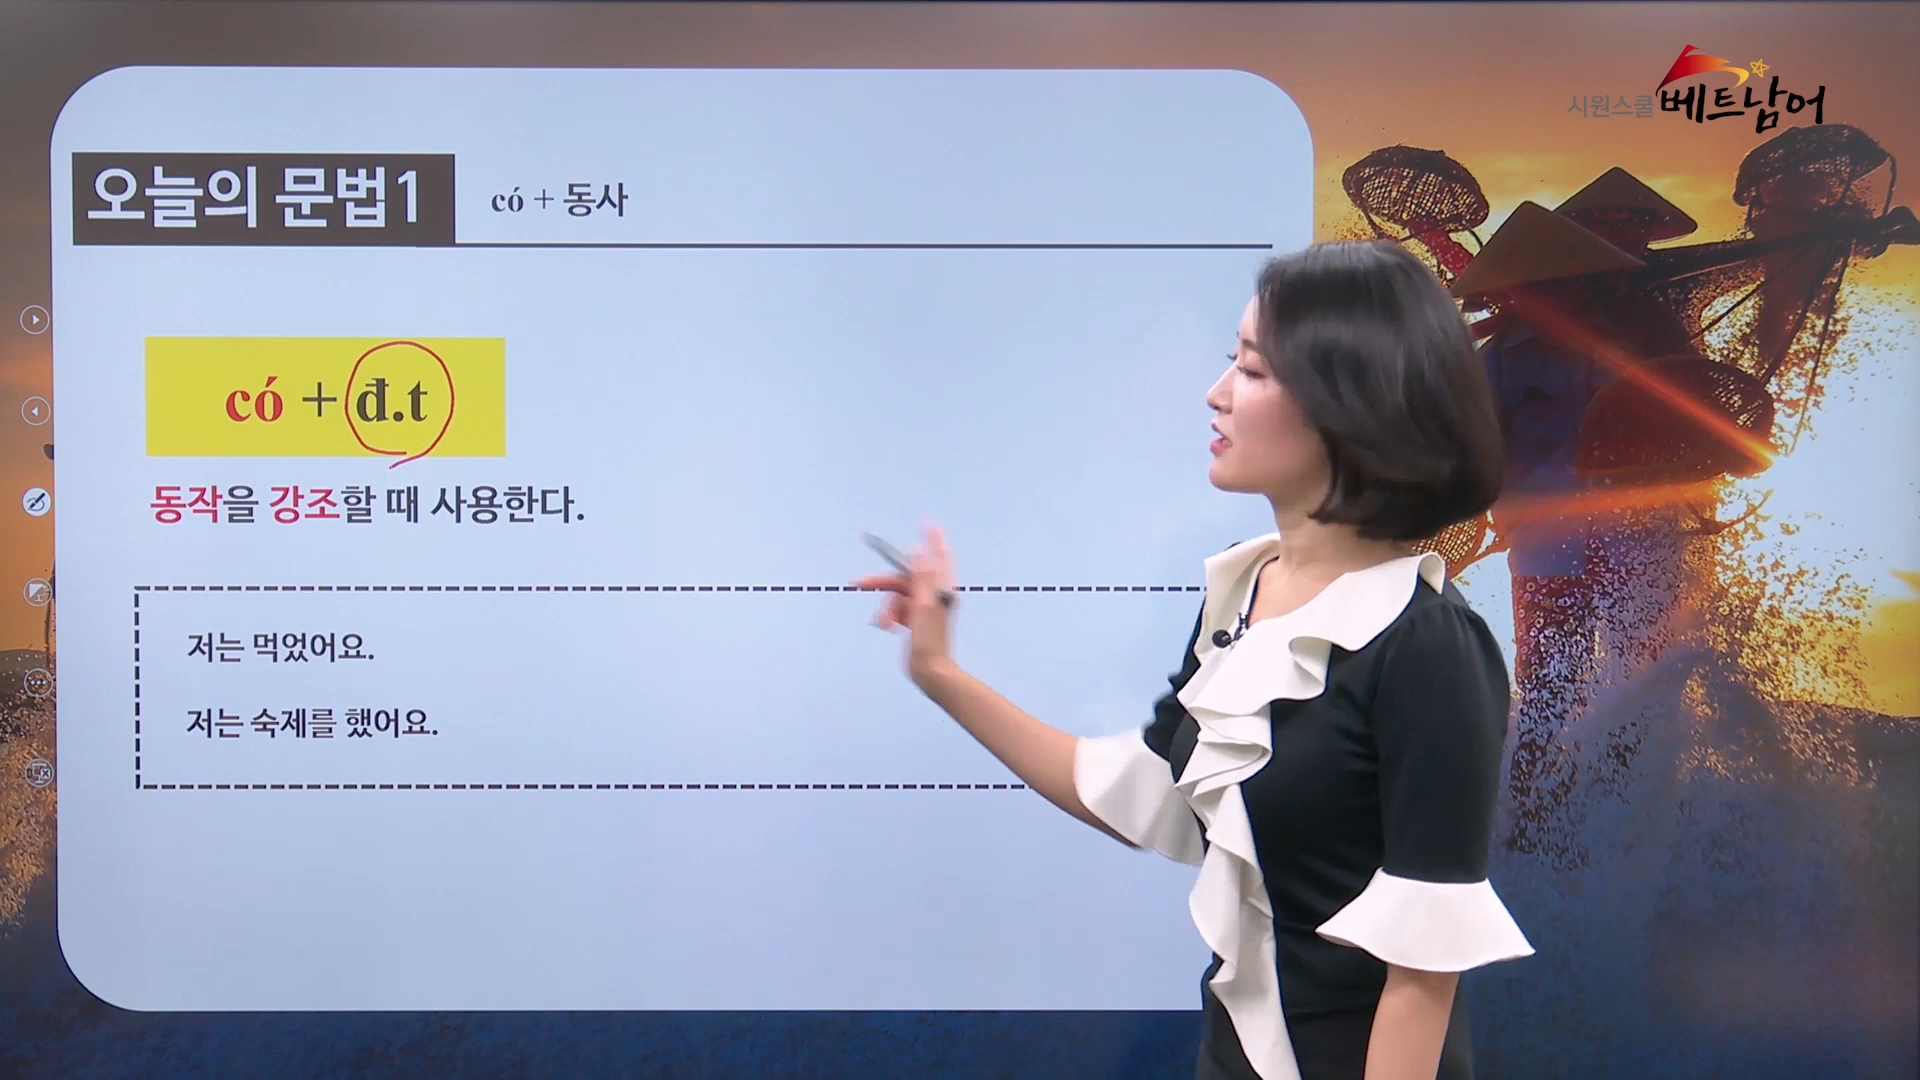 시원스쿨 베트남어
오늘의 문법1
có + 동사
có + đ.t
동작을 강조할 때 사용한다.
저는 먹었어요.
저는 숙제를 했어요.